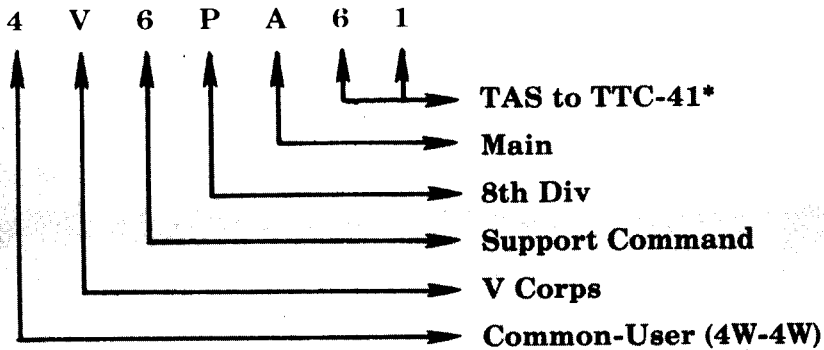 4 V 6 P A 6 1
TAS to TTC-41*
Main
8th Div
Support Command
V Corps
Common-User (4W-4W)